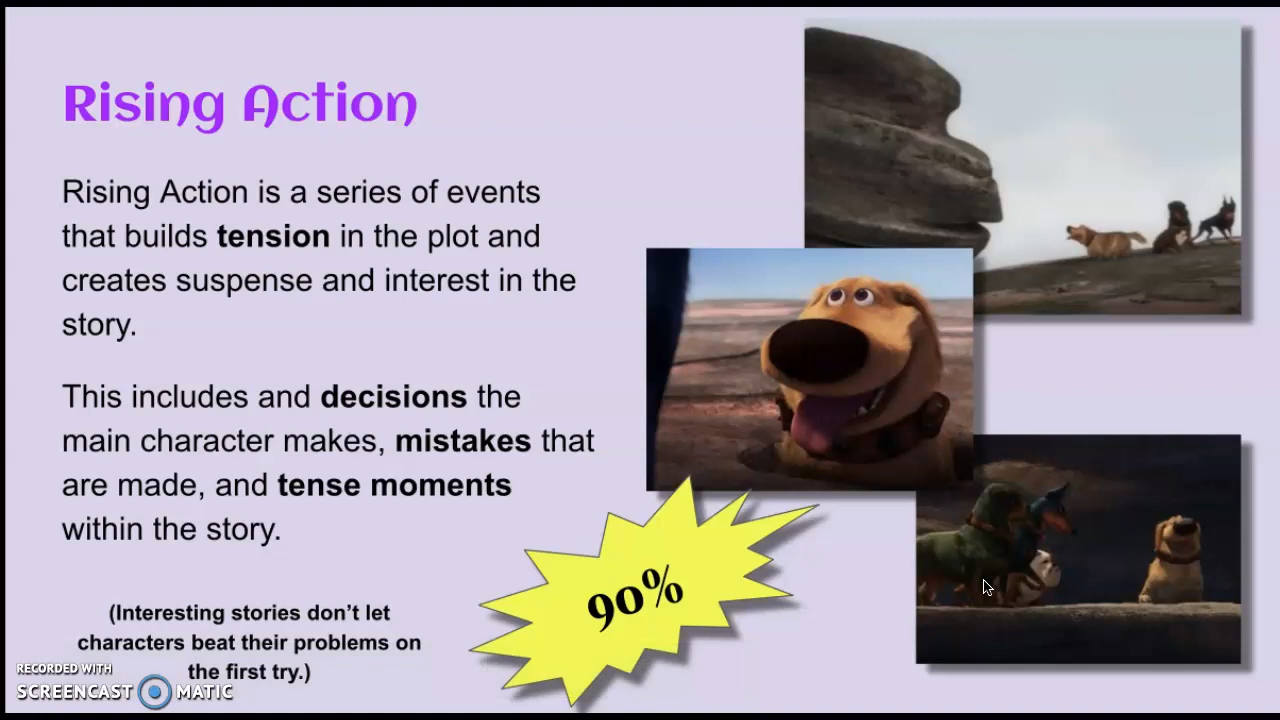 Rising Action
Rising Action is a series of events
that builds tension in the plot and
creates suspense and interest in the
story.
This includes and decisions the
main character makes, mistakes that
are made, and tense moments
within the story.
(Interesting stories don’t let
characters beat their problems on
the first try.)
90%
RECORDED WITH
SCREENCAST MATIC